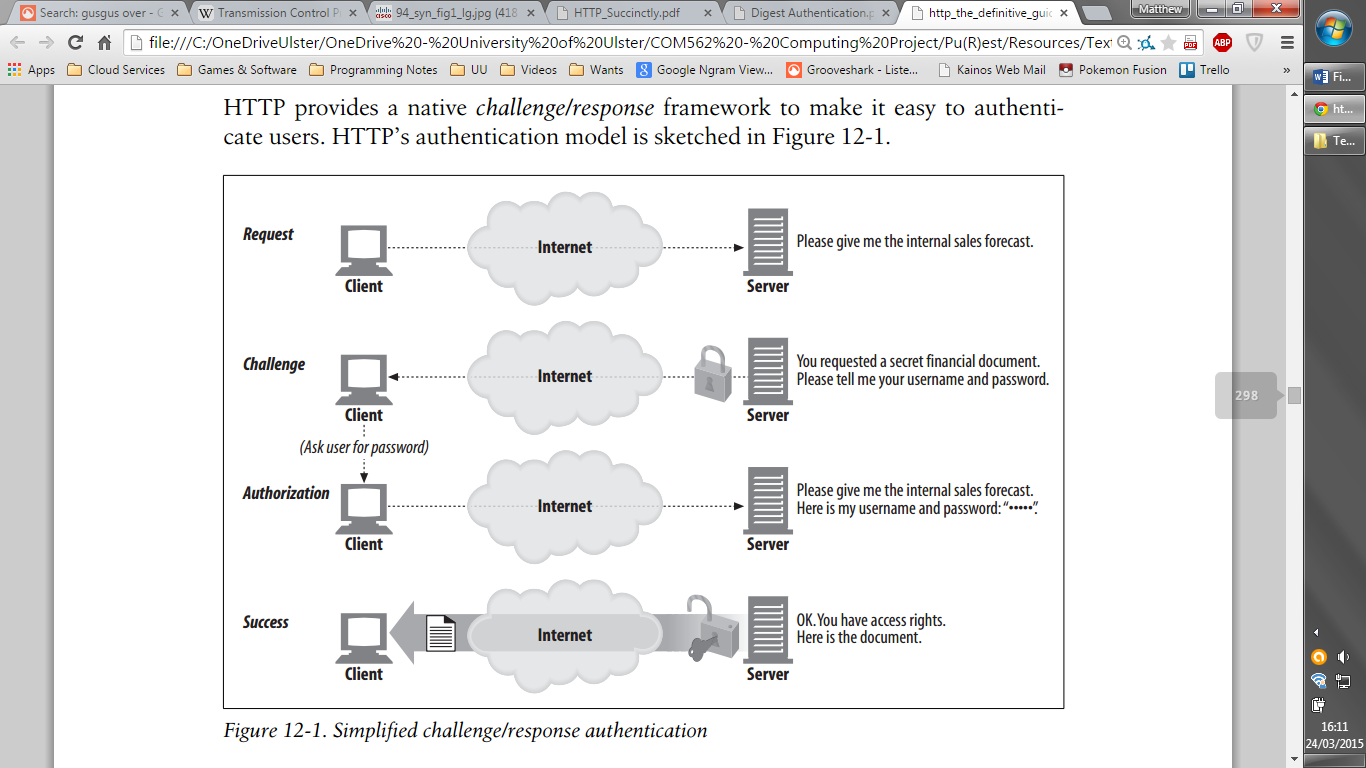 Search: gusgus over - G
Transmission Control P
94_syn_fig1_lg.jpg (418
HTTP_Succinctly.pdf
Digest Authentication.p
http_the_definitive_guid
Matthew
file:///C:/OneDriveUlster/OneDrive%20-%20University%20of%20Ulster/COM562%20-%20Computing%20Project/Pu(R)est/Resources/Text
Apps Cloud Services Games & Software Programming Notes UU Videos Wants Google Ngram View... Grooveshark - Liste... Kainos Web Mail Pokemon Fusion Trello »
HTTP provides a native challenge/response framework to make it easy to authenti-
cate users. HTTP's authentication model is sketched in Figure 12-1.
Request
Client
Internet
Server
Please give me the internal sales forecast.
Challenge
Client
Internet
Server
You requested a secret financial document.
Please tell me your username and password.
(Ask user for password)
Authorization
Client
Internet
Server
Please give me the internal sales forecast.
Here is my username and password: “•••••”.
Success
Client
Internet
Server
OK. You have access rights.
Here is the document.
Figure 12-1. Simplified challenge/response authentication
298
Fi...
ht...
Te...
16:11
24/03/2015